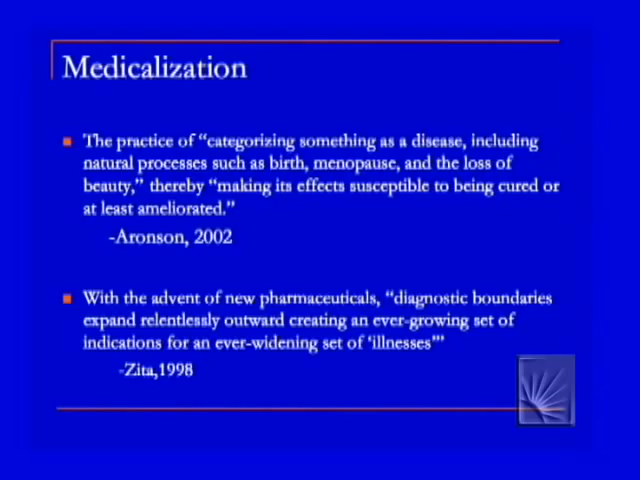 Medicalization
The practice of “categorizing something as a disease, including
natural processes such as birth, menopause, and the loss of
beauty,” thereby “making its effects susceptible to being cured or
at least ameliorated.”
-Aronson, 2002
With the advent of new pharmaceuticals, “diagnostic boundaries
expand relentlessly outward creating an ever-growing set of
indications for an ever-widening set of ‘illnesses’”
-Zita,1998